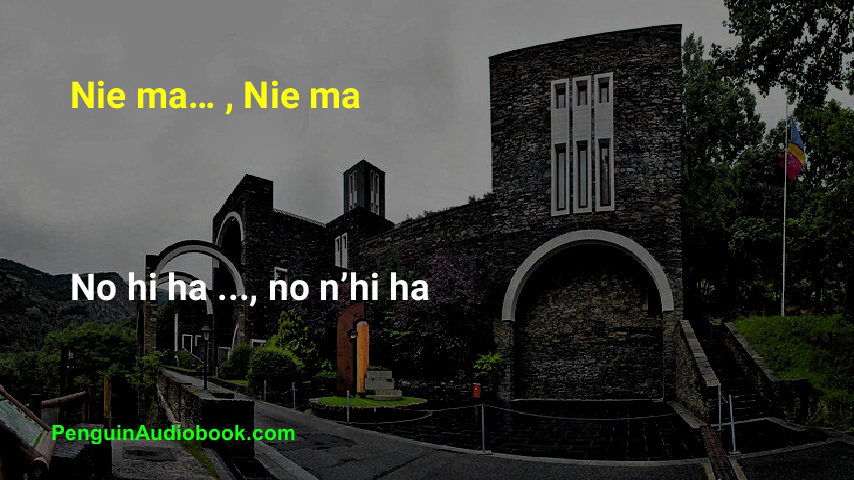 Nie ma… , Nie ma
No hi ha ..., no n’hi ha
PenguinAudiobook.com